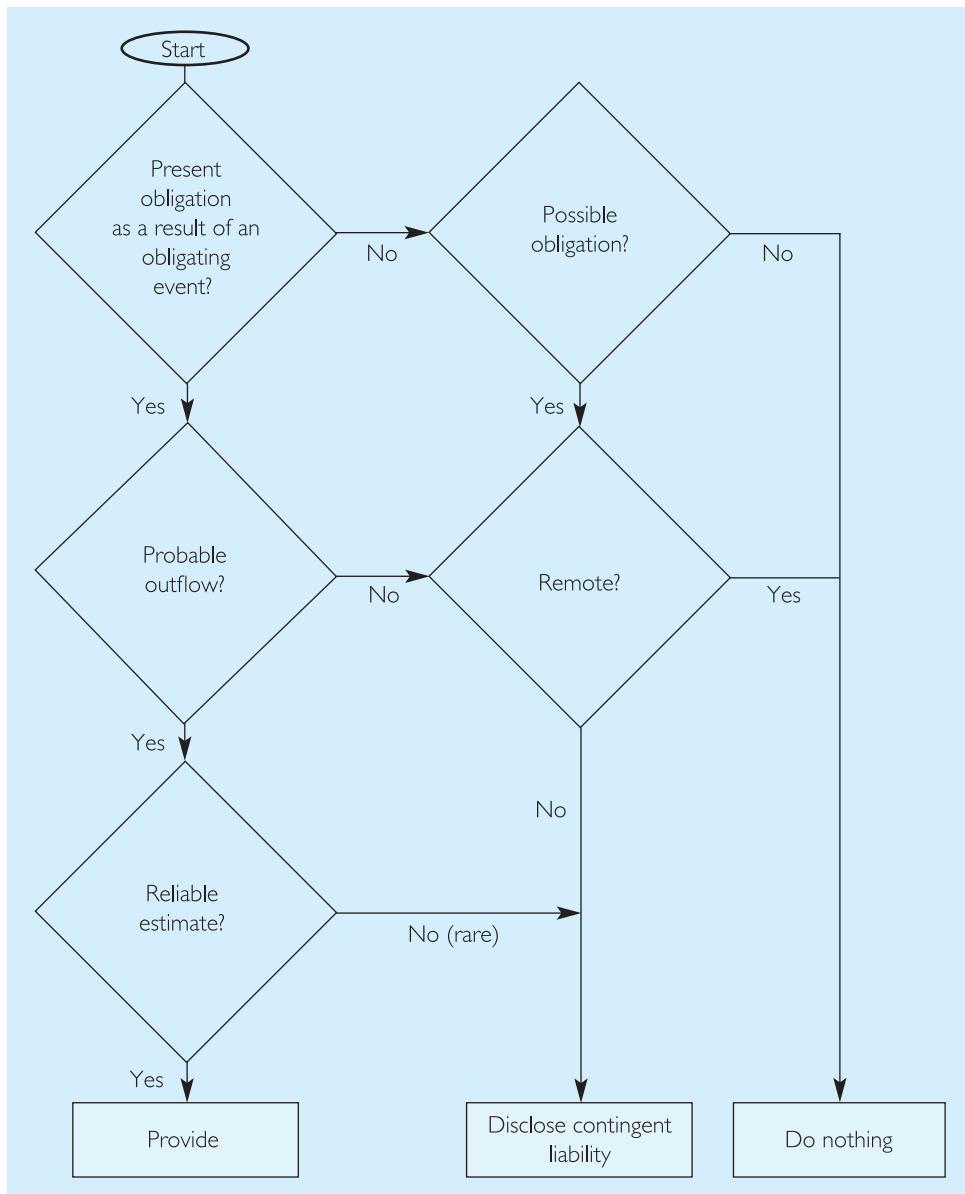 Start
Present
obligation
as a result of an
obligating
event?
No
Possible
obligation?
No
Yes
Yes
Probable
outflow?
No
Remote?
Yes
Yes
No
Reliable
estimate?
No (rare)
Yes
Provide
Disclose contingent
liability
Do nothing